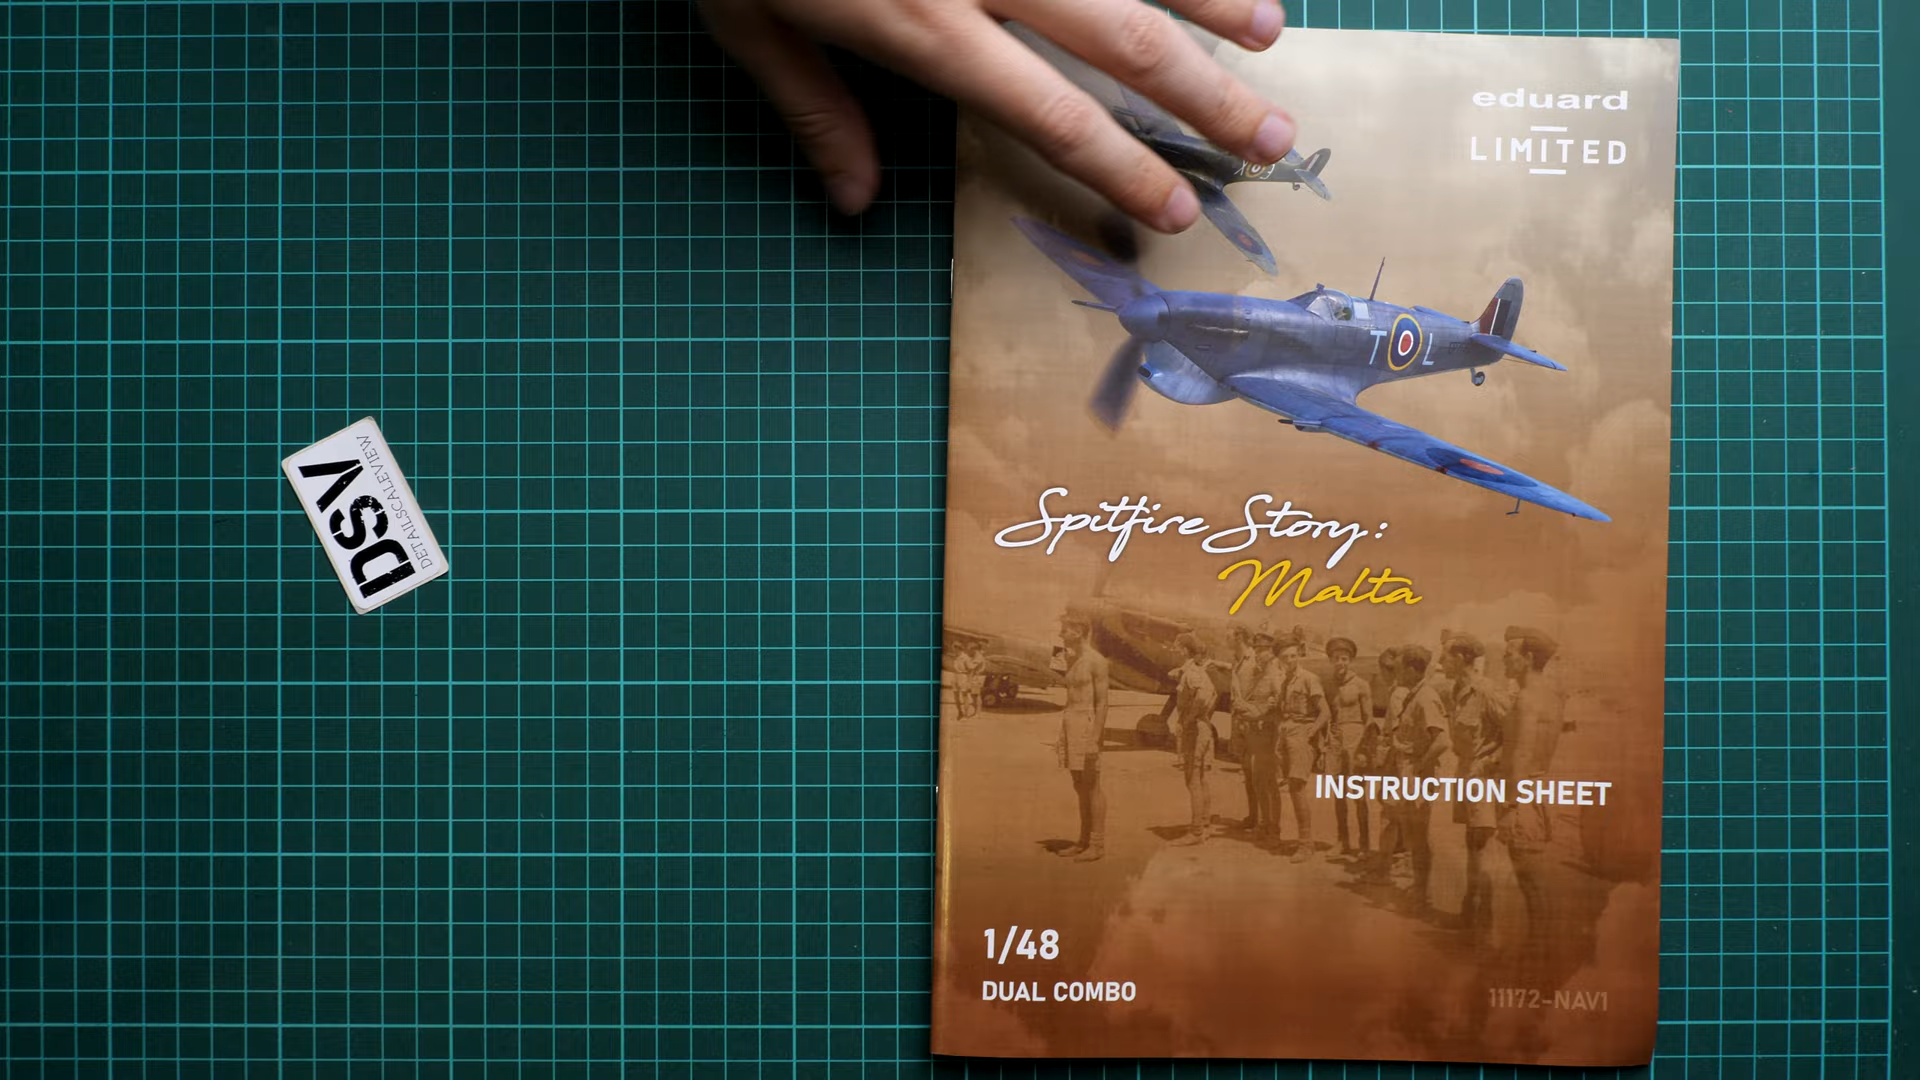 DSV
DETAILSCALEVIEW
eduard
LIMITED
T L
Spitfire Story:
Malta
INSTRUCTION SHEET
1/48
DUAL COMBO
11172-NAV1